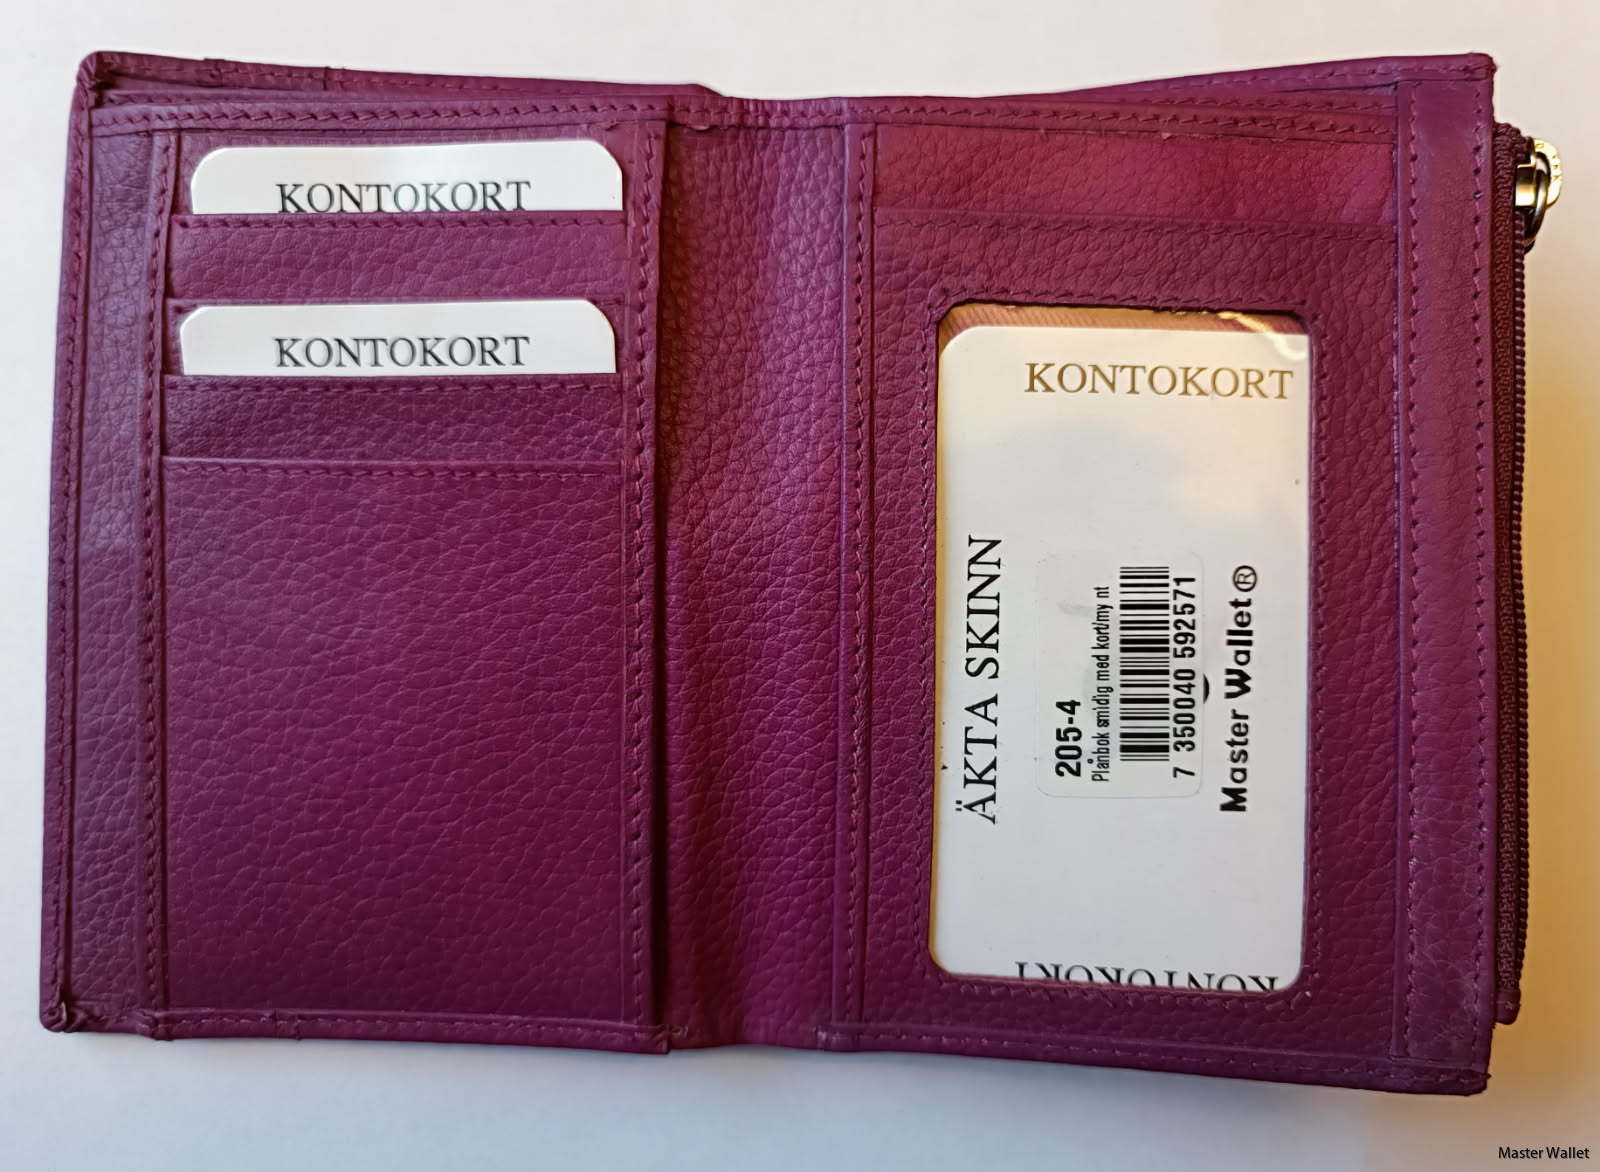 KONTOKORT
KONTOKORT
KONTOKORT
ÄKTA SKINN
205-4
Plånbok smidig med kort/my nt
7 350040 592571
Master Wallet®
KONTOKORT
Master Wallet